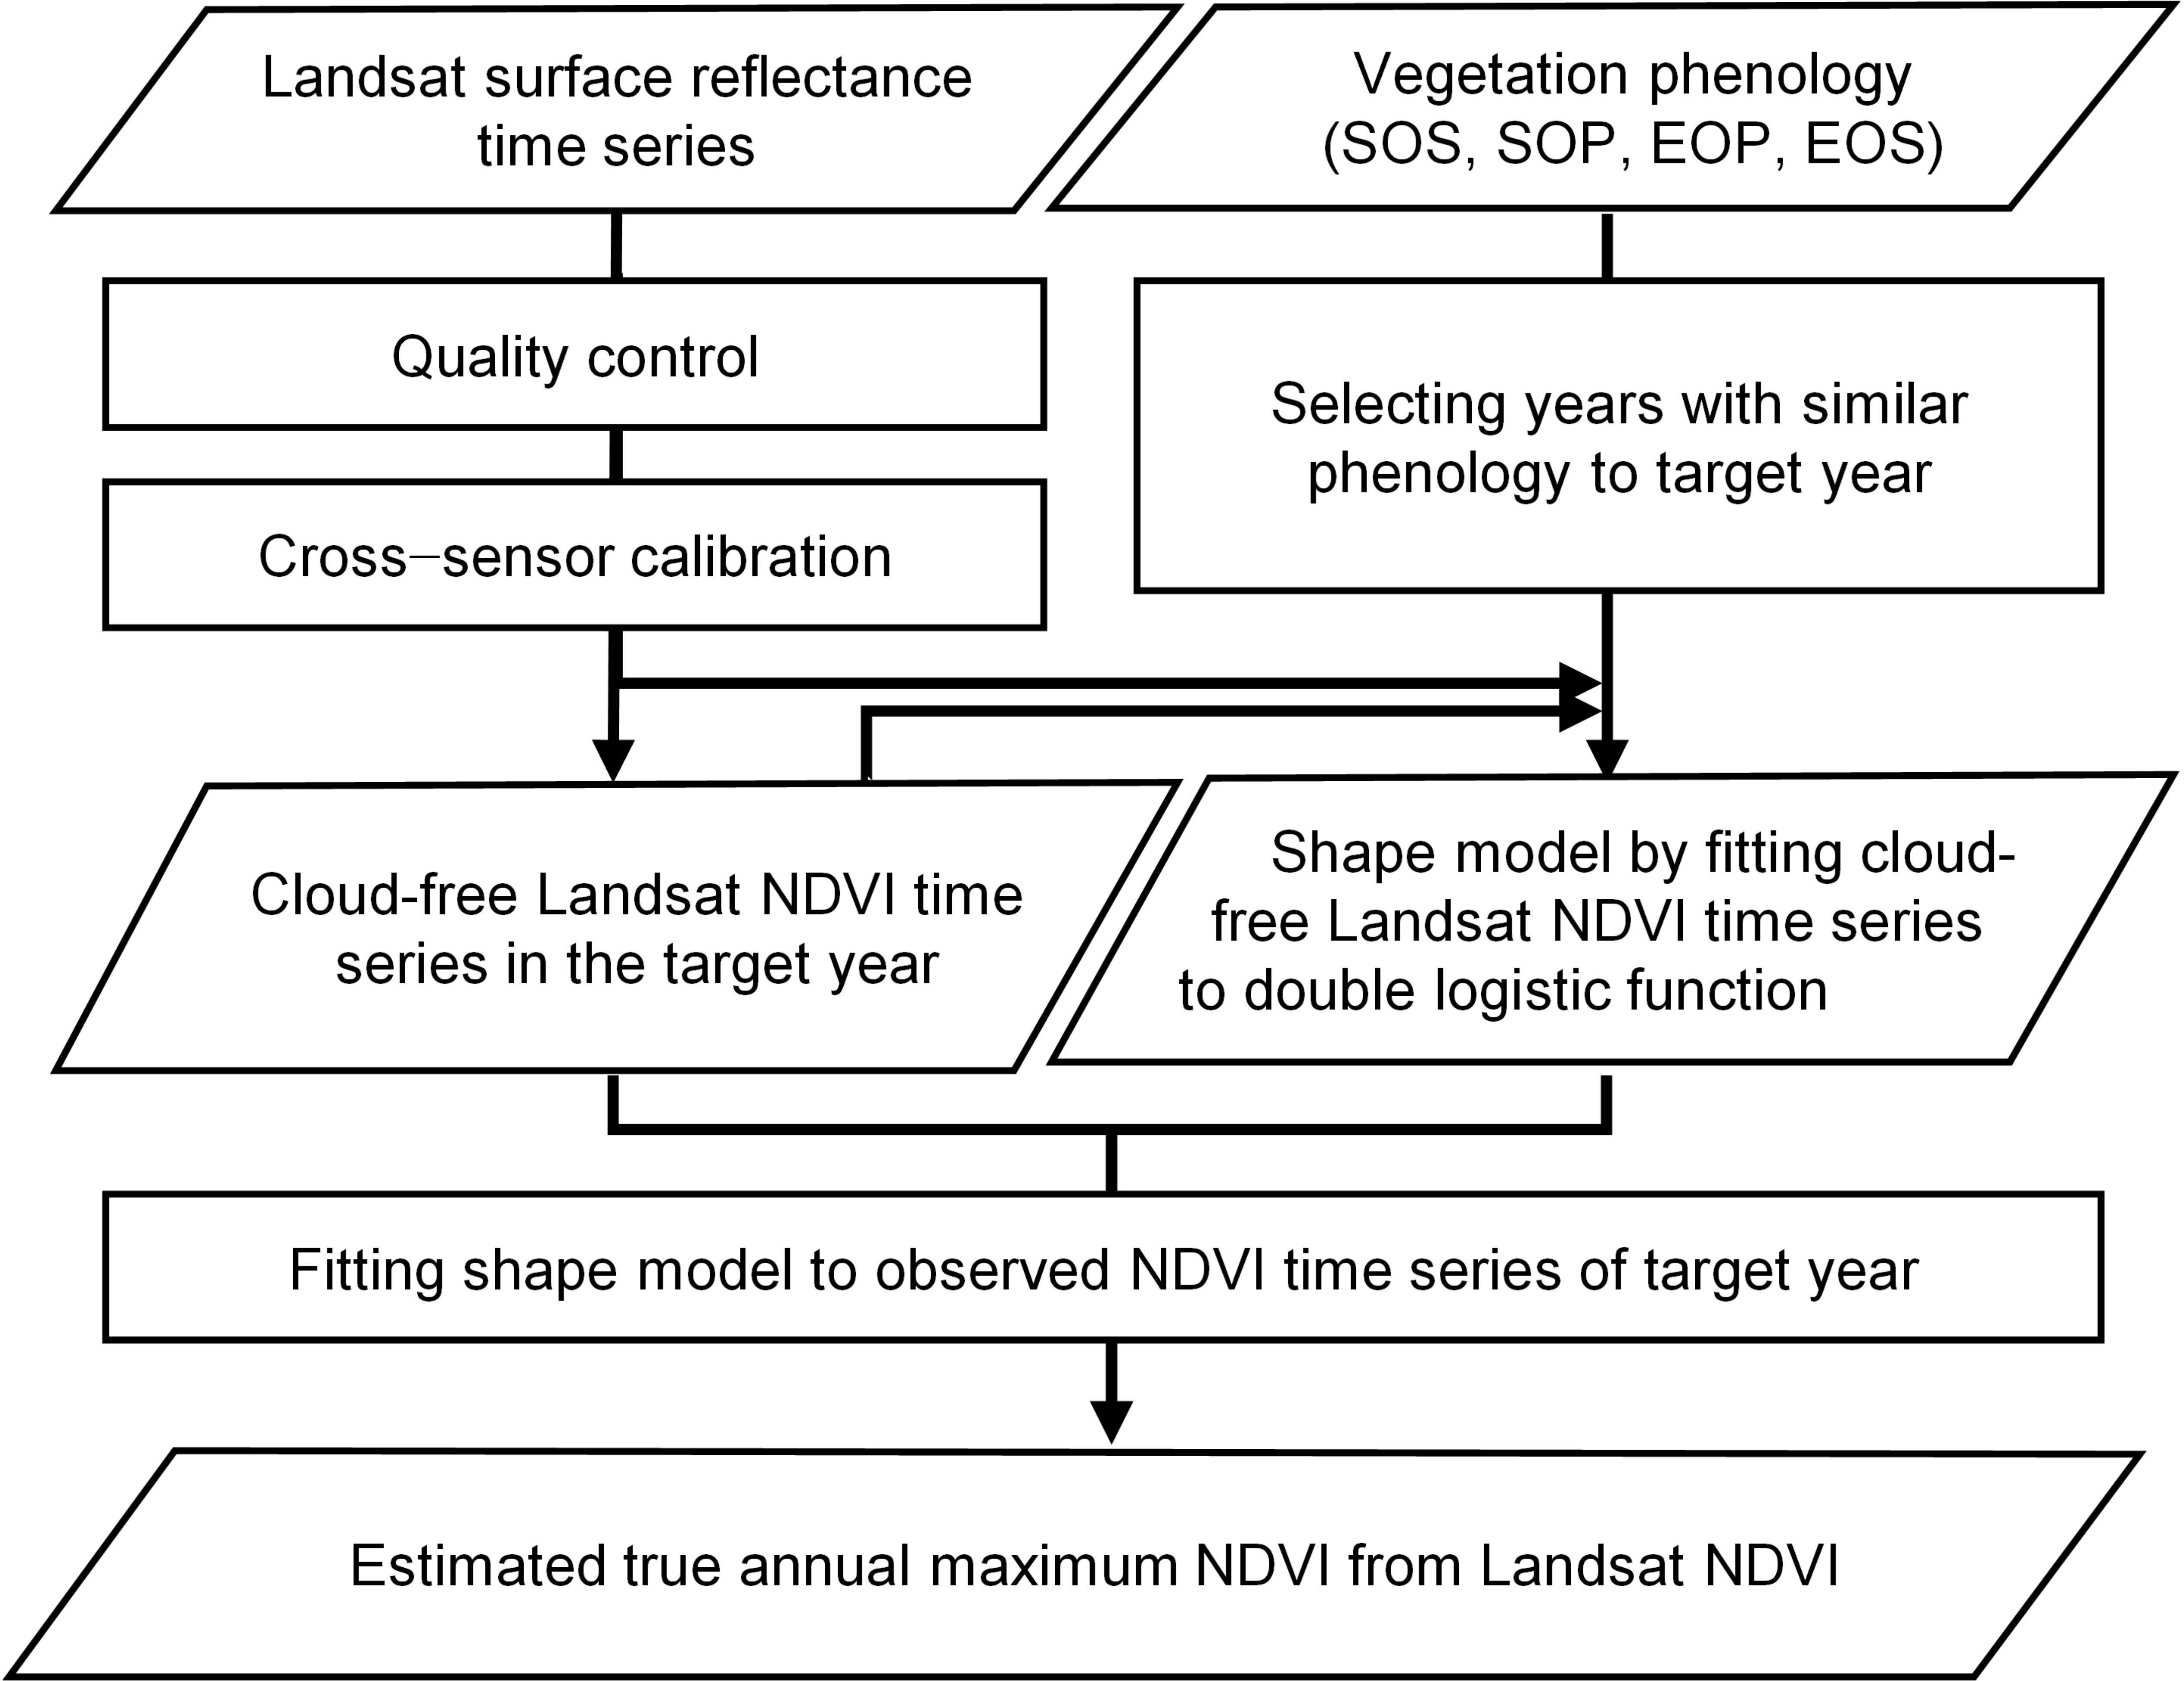 Landsat surface reflectance
time series
Vegetation phenology
(SOS, SOP, EOP, EOS)
Quality control
Cross−sensor calibration
Selecting years with similar
phenology to target year
Cloud-free Landsat NDVI time
series in the target year
Shape model by fitting cloud-
free Landsat NDVI time series
to double logistic function
Fitting shape model to observed NDVI time series of target year
Estimated true annual maximum NDVI from Landsat NDVI